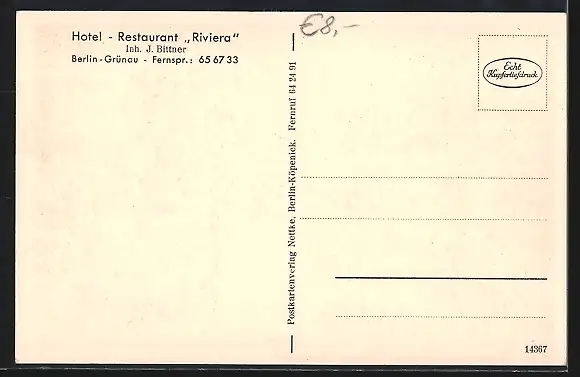 Hotel - Restaurant „Riviera"
Inh. J. Bittner
Berlin-Grünau - Fernspr.: 65 67 33
€8,-
Postkartenverlag Nottke, Berlin-Köpenick. Fernruf 64 24 91
Echt
Kupfertiefdruck
14367